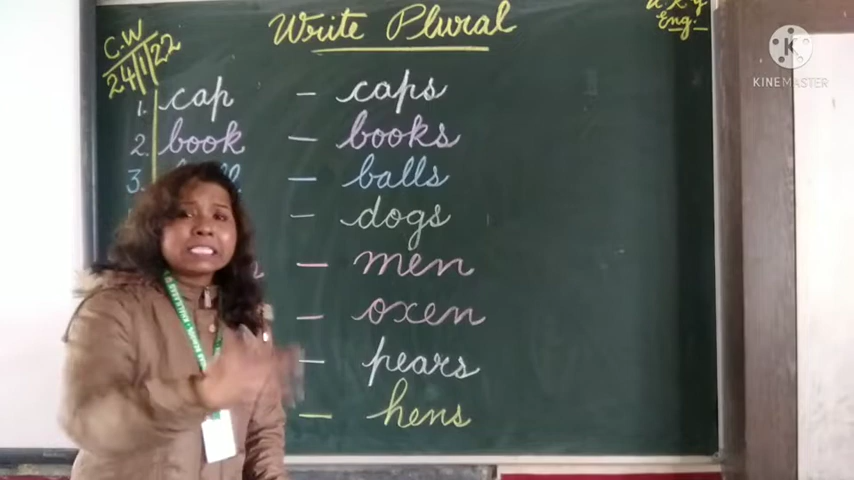 C.W
24/1/22
Write Plural
Eng.
1. cap - caps
2. book - books
3. ball - balls
- dogs
- men
- oxen
- pears
- hens
KINEMASTER